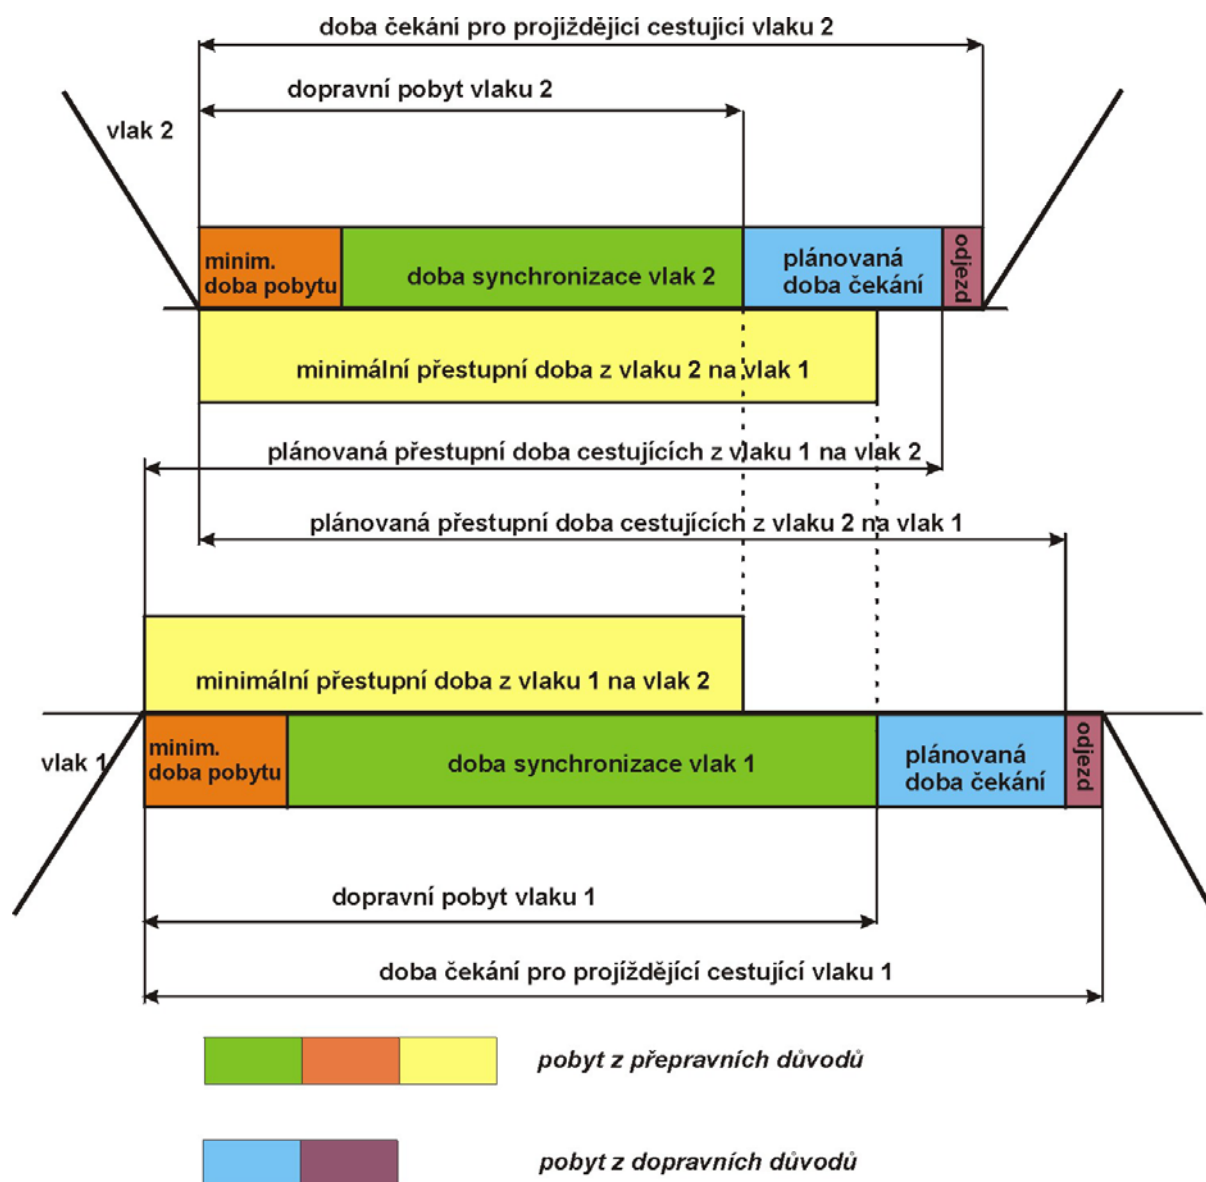 doba čekání pro projíždějící cestující vlaku 2
dopravní pobyt vlaku 2
vlak 2
minim.
doba pobytu
doba synchronizace vlak 2
plánovaná
doba čekání
odjezd
minimální přestupní doba z vlaku 2 na vlak 1
plánovaná přestupní doba cestujících z vlaku 1 na vlak 2
plánovaná přestupní doba cestujících z vlaku 2 na vlak 1
minimální přestupní doba z vlaku 1 na vlak 2
vlak 1
minim.
doba pobytu
doba synchronizace vlak 1
plánovaná
doba čekání
odjezd
dopravní pobyt vlaku 1
doba čekání pro projíždějící cestující vlaku 1
pobyt z přepravních důvodů
pobyt z dopravních důvodů